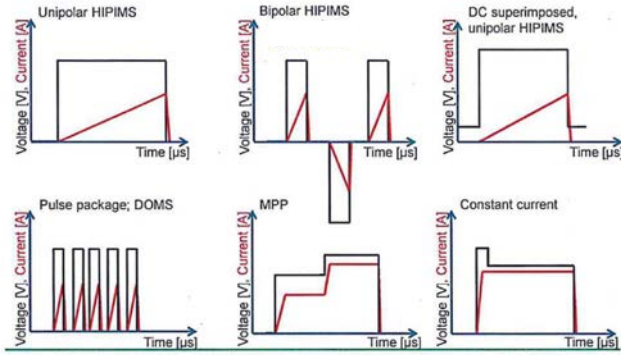 Unipolar HIPIMS
Bipolar HIPIMS
DC superimposed,
unipolar HIPIMS
Voltage [V], Current [A]
Time [µs]
Voltage [V], Current [A]
Time [µs]
Voltage [V], Current [A]
Time [µs]
Pulse package; DOMS
MPP
Constant current
Voltage [V], Current [A]
Time [µs]
Voltage [V], Current [A]
Time [µs]
Voltage [V], Current [A]
Time [µs]